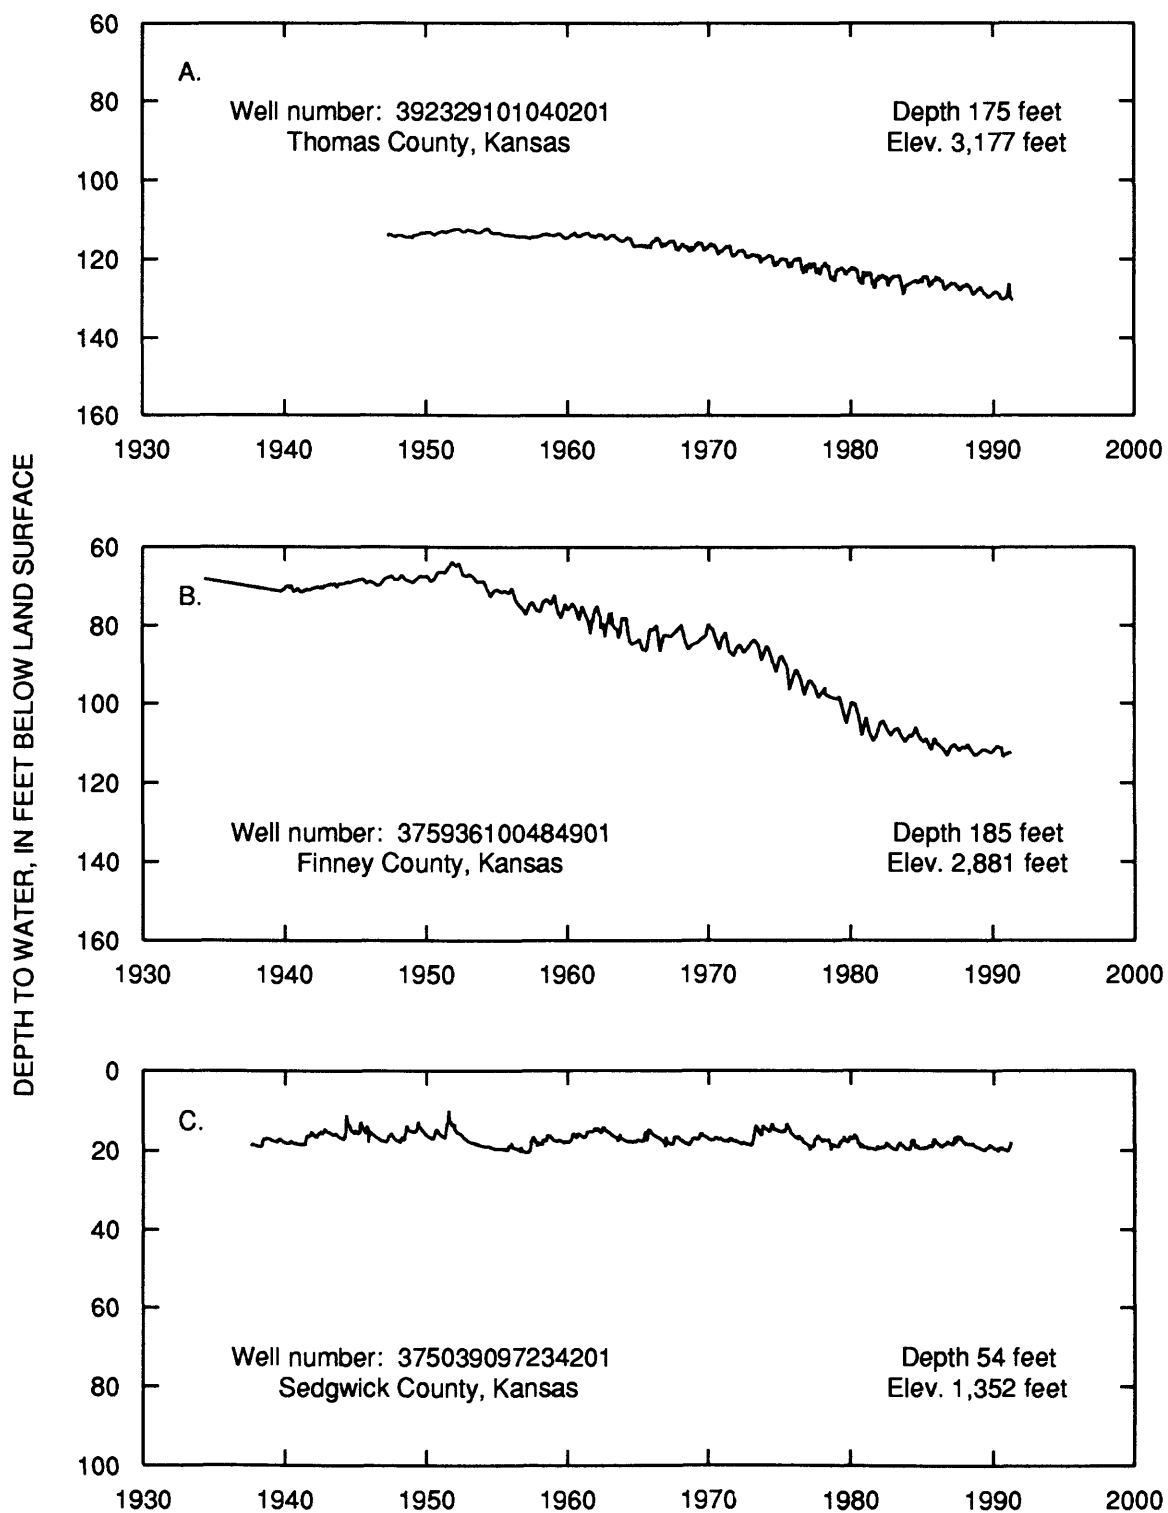 DEPTH TO WATER, IN FEET BELOW LAND SURFACE
60
A.
80
Well number: 392329101040201
Depth 175 feet
Thomas County, Kansas
Elev. 3,177 feet
100
120
140
160
1930 1940 1950 1960 1970 1980 1990 2000
60
B.
80
100
120
Well number: 375936100484901
Depth 185 feet
Finney County, Kansas
Elev. 2,881 feet
140
160
1930 1940 1950 1960 1970 1980 1990 2000
0
C.
20
40
60
Well number: 375039097234201
Depth 54 feet
Sedgwick County, Kansas
Elev. 1,352 feet
80
100
1930 1940 1950 1960 1970 1980 1990 2000